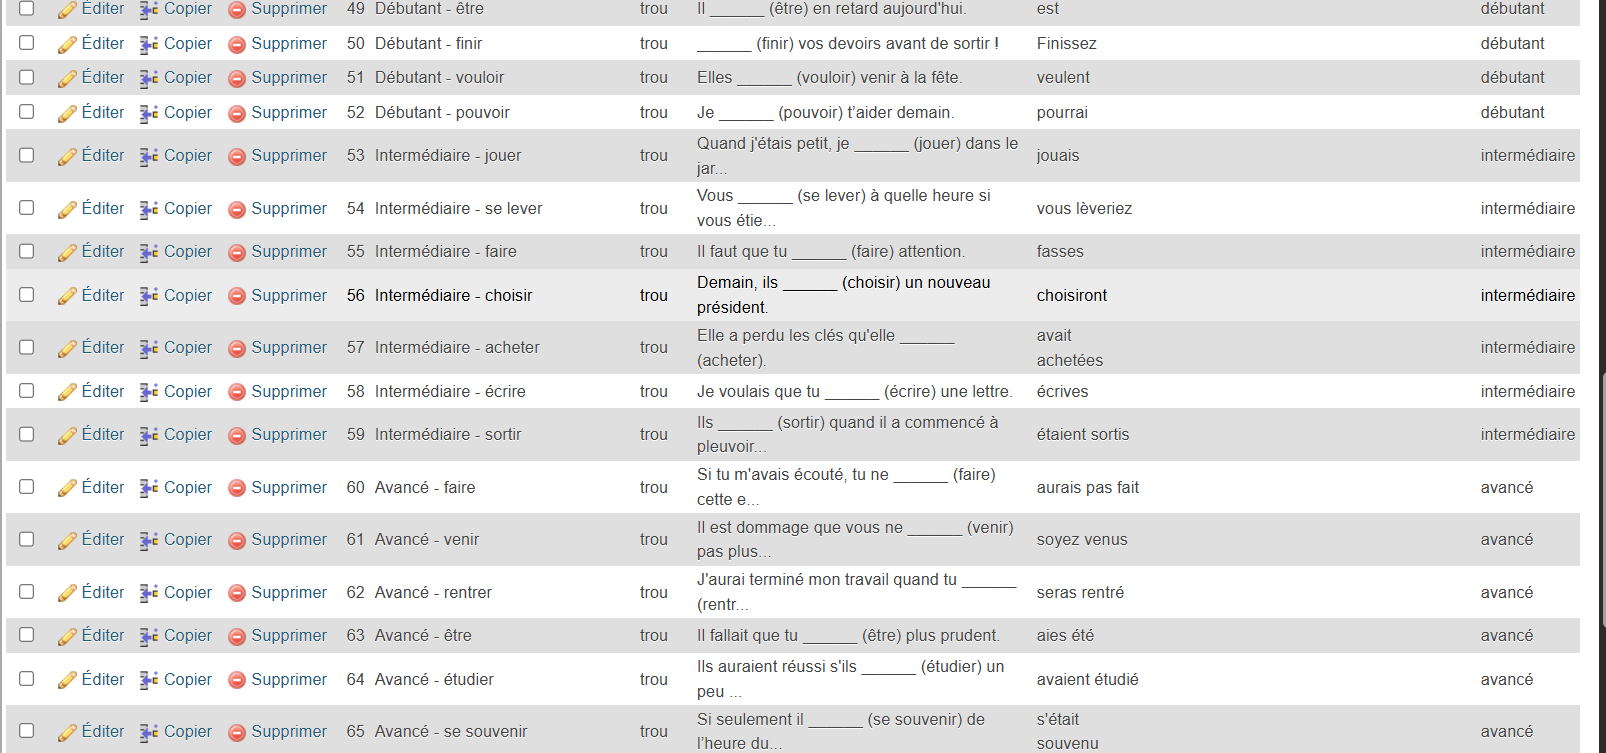 Éditer Copier Supprimer 49 Débutant - être trou Il ______ (être) en retard aujourd'hui. est débutant
Éditer Copier Supprimer 50 Débutant - finir trou ______ (finir) vos devoirs avant de sortir ! Finissez débutant
Éditer Copier Supprimer 51 Débutant - vouloir trou Elles ______ (vouloir) venir à la fête. veulent débutant
Éditer Copier Supprimer 52 Débutant - pouvoir trou Je ______ (pouvoir) t’aider demain. pourrai débutant
Éditer Copier Supprimer 53 Intermédiaire - jouer trou Quand j'étais petit, je ______ (jouer) dans le jouais intermédiaire
jar...
Éditer Copier Supprimer 54 Intermédiaire - se lever trou Vous ______ (se lever) à quelle heure si vous lèveriez intermédiaire
vous étie...
Éditer Copier Supprimer 55 Intermédiaire - faire trou Il faut que tu ______ (faire) attention. fasses intermédiaire
Éditer Copier Supprimer 56 Intermédiaire - choisir trou Demain, ils ______ (choisir) un nouveau choisiront intermédiaire
président.
Éditer Copier Supprimer 57 Intermédiaire - acheter trou Elle a perdu les clés qu'elle ______ avait intermédiaire
(acheter). achetées
Éditer Copier Supprimer 58 Intermédiaire - écrire trou Je voulais que tu ______ (écrire) une lettre. écrives intermédiaire
Éditer Copier Supprimer 59 Intermédiaire - sortir trou Ils ______ (sortir) quand il a commencé à étaient sortis intermédiaire
pleuvoir...
Éditer Copier Supprimer 60 Avancé - faire trou Si tu m'avais écouté, tu ne ______ (faire) aurais pas fait avancé
cette e...
Éditer Copier Supprimer 61 Avancé - venir trou Il est dommage que vous ne ______ (venir) soyez venus avancé
pas plus...
Éditer Copier Supprimer 62 Avancé - rentrer trou J'aurai terminé mon travail quand tu ______ seras rentré avancé
(rentr...
Éditer Copier Supprimer 63 Avancé - être trou Il fallait que tu ______ (être) plus prudent. aies été avancé
Éditer Copier Supprimer 64 Avancé - étudier trou Ils auraient réussi s'ils ______ (étudier) un avaient étudié avancé
peu ...
Éditer Copier Supprimer 65 Avancé - se souvenir trou Si seulement il ______ (se souvenir) de s'était avancé
l’heure du... souvenu